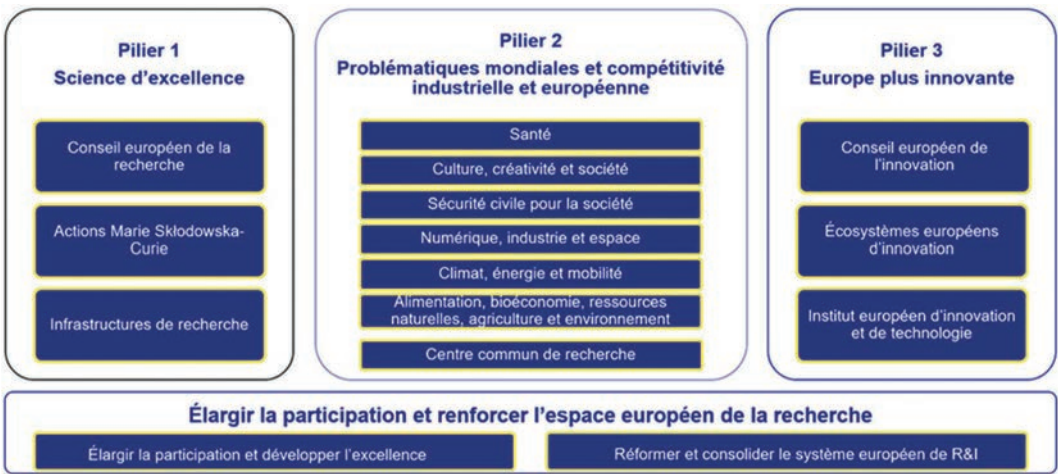 Pilier 1
Science d’excellence
Conseil européen de la
recherche
Actions Marie Skłodowska-
Curie
Infrastructures de recherche
Pilier 2
Problématiques mondiales et compétitivité
industrielle et européenne
Santé
Culture, créativité et société
Sécurité civile pour la société
Numérique, industrie et espace
Climat, énergie et mobilité
Alimentation, bioéconomie, ressources
naturelles, agriculture et environnement
Centre commun de recherche
Pilier 3
Europe plus innovante
Conseil européen de
l’innovation
Écosystèmes européens
d’innovation
Institut européen d’innovation
et de technologie
Élargir la participation et renforcer l’espace européen de la recherche
Élargir la participation et développer l’excellence
Réformer et consolider le système européen de R&I